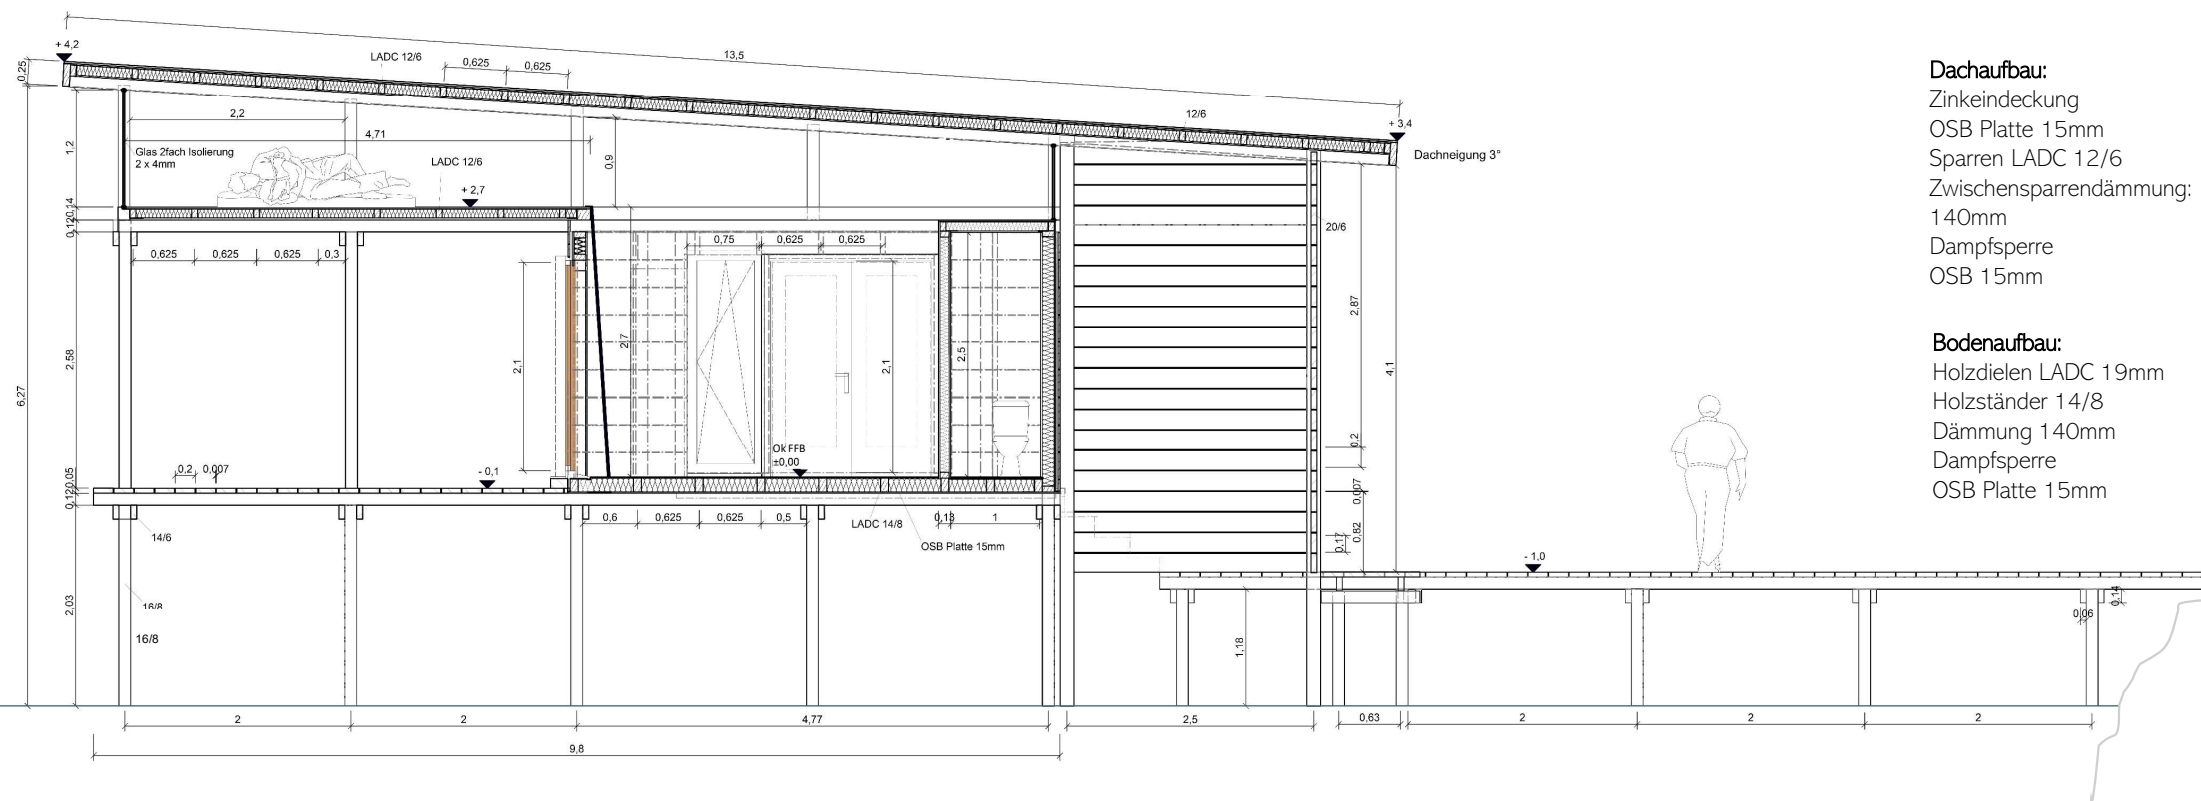 + 4,2
LADC 12/6
0,625
0,625
13,5
0,25
2,2
4,71
12/6
+ 3,4
Dachneigung 3°
Glas 2fach Isolierung
2 x 4mm
LADC 12/6
1,2
0,9
+ 2,7
0,14
0,12
0,625
0,625
0,625
0,3
0,75
0,625
0,625
20/6
6,27
2,58
2,1
2,7
2,1
2,5
2,87
4,1
Ok FFB
±0,00
0,2
0,2
0,007
- 0,1
0,05
0,12
0,007
14/6
0,6
0,625
0,625
0,5
LADC 14/8
0,13
1
OSB Platte 15mm
0,17
0,82
- 1,0
16/8
16/8
2,03
1,18
0,14
0,06
2
2
4,77
2,5
0,63
2
2
2
9,8
Dachaufbau:
Zinkeindeckung
OSB Platte 15mm
Sparren LADC 12/6
Zwischensparrendämmung:
140mm
Dampfsperre
OSB 15mm
Bodenaufbau:
Holzdielen LADC 19mm
Holzständer 14/8
Dämmung 140mm
Dampfsperre
OSB Platte 15mm